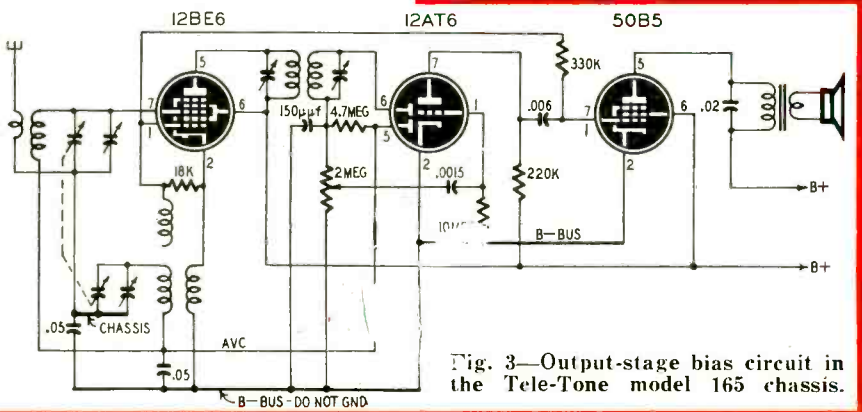 12BE6 12AT6 50B5
5 7 5
330K
7 6 6 1 7 6
1 5 1
150μμf 4.7MEG .006 .02
2 2 2
18K 2MEG .0015 220K B+
B-BUS
B+
CHASSIS
.05
AVC
.05
B-BUS-DO NOT GND
Fig. 3—Output-stage bias circuit in
the Tele-Tone model 165 chassis.